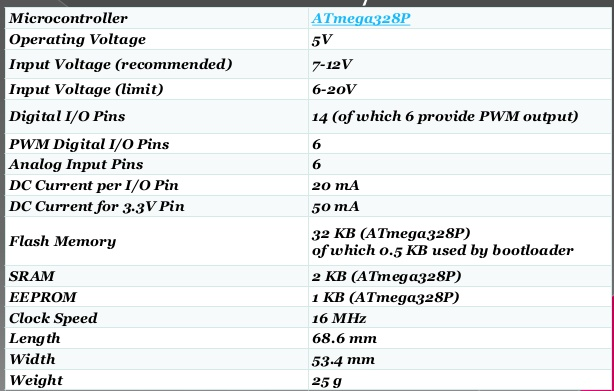 Microcontroller ATmega328P
Operating Voltage 5V
Input Voltage (recommended) 7-12V
Input Voltage (limit) 6-20V
Digital I/O Pins 14 (of which 6 provide PWM output)
PWM Digital I/O Pins 6
Analog Input Pins 6
DC Current per I/O Pin 20 mA
DC Current for 3.3V Pin 50 mA
Flash Memory 32 KB (ATmega328P)
of which 0.5 KB used by bootloader
SRAM 2 KB (ATmega328P)
EEPROM 1 KB (ATmega328P)
Clock Speed 16 MHz
Length 68.6 mm
Width 53.4 mm
Weight 25 g